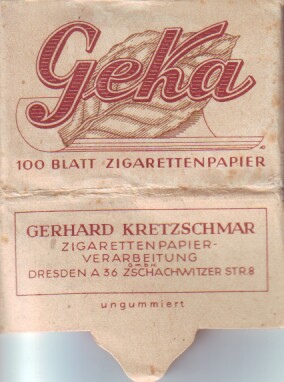 Geka
100 BLATT ZIGARETTENPAPIER
GERHARD KRETZSCHMAR
ZIGARETTENPAPIER-
VERARBEITUNG
G.M.B.H.
DRESDEN A 36 ZSCHACHWITZER STR. 8
ungummiert